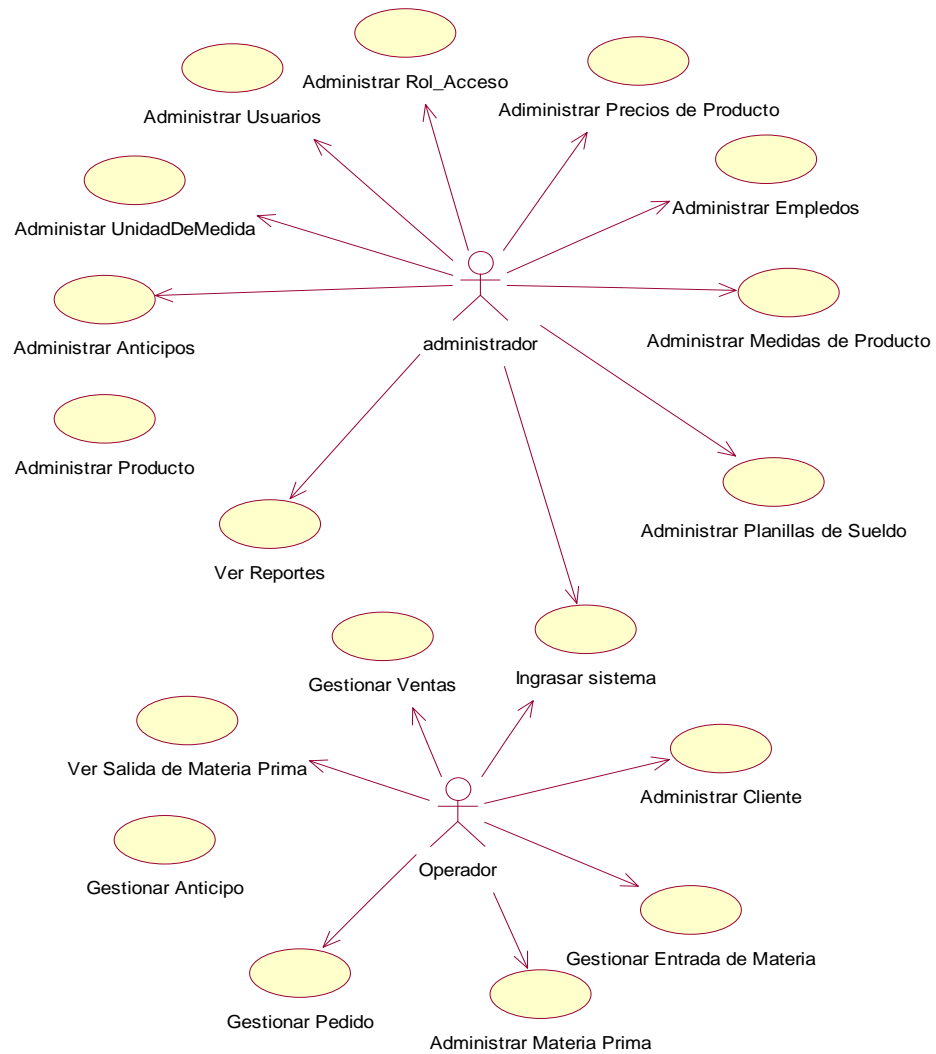 Administrar Rol_Acceso
Adiministrar Precios de Producto
Administrar Usuarios
Administrar Empledos
Administar UnidadDeMedida
Administrar Medidas de Producto
administrador
Administrar Anticipos
Administrar Producto
Administrar Planillas de Sueldo
Ver Reportes
Ingrasar sistema
Gestionar Ventas
Ver Salida de Materia Prima
Administrar Cliente
Operador
Gestionar Anticipo
Gestionar Entrada de Materia
Gestionar Pedido
Administrar Materia Prima